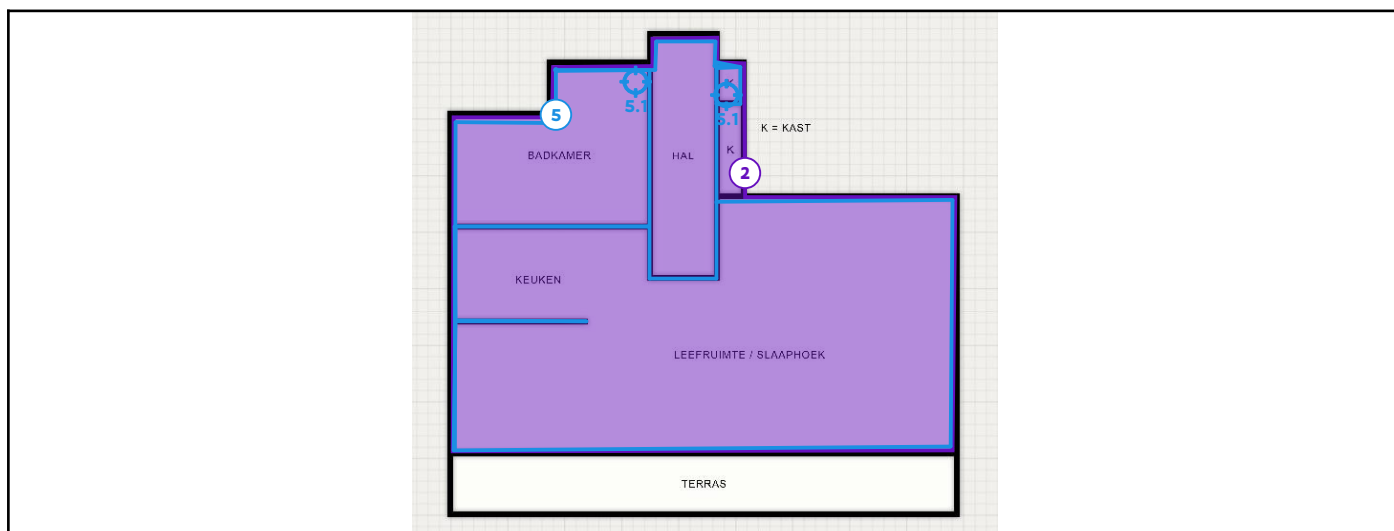 K
5.1
5.1
5
K = KAST
BADKAMER
HAL
K
2
KEUKEN
LEEFRUIMTE / SLAAPHOEK
TERRAS